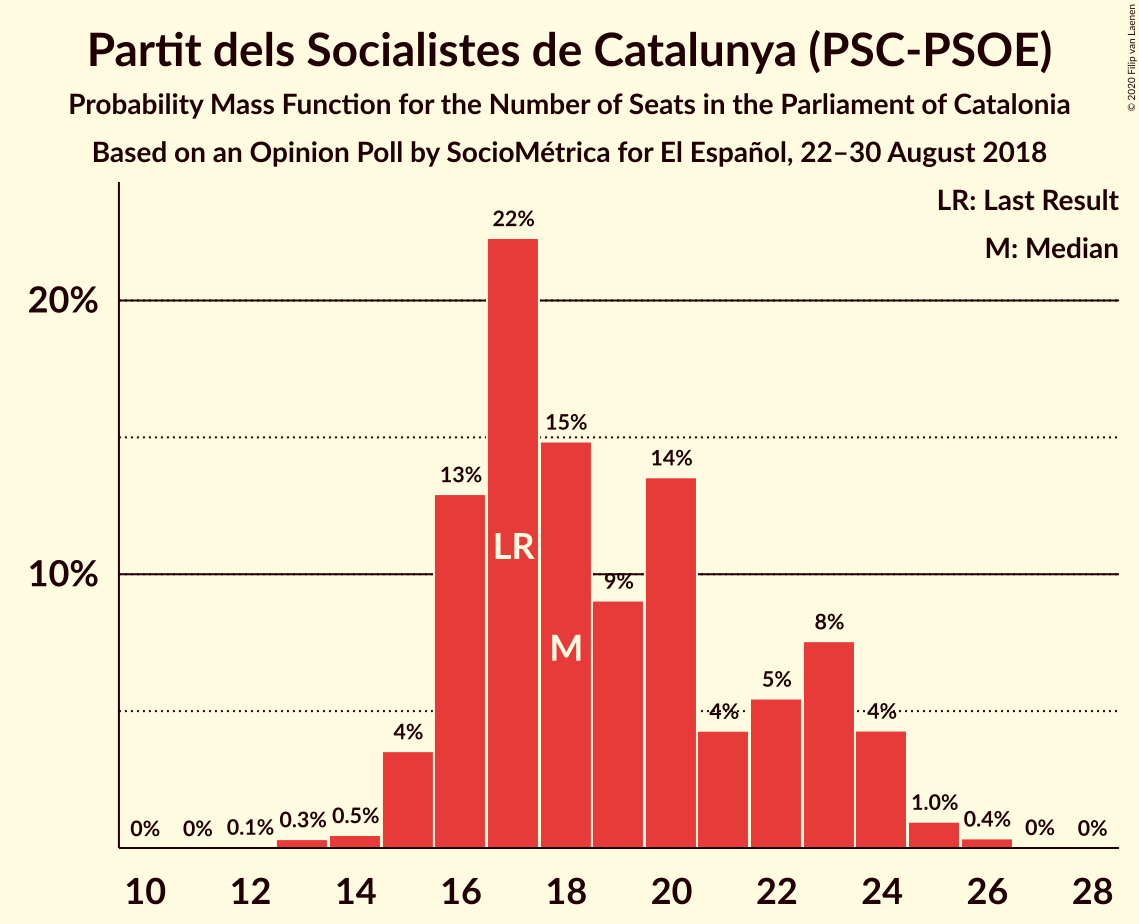 Partit dels Socialistes de Catalunya (PSC-PSOE)
Probability Mass Function for the Number of Seats in the Parliament of Catalonia
Based on an Opinion Poll by SocioMétrica for El Español, 22–30 August 2018
© 2020 Filip van Laenen
LR: Last Result
M: Median
22%
20%
15%
14%
13%
LR
10%
9%
M
8%
5%
4%
4%
4%
1.0%
0.5%
0.4%
0.3%
0.1%
0%
0%
0%
0%
10 12 14 16 18 20 22 24 26 28